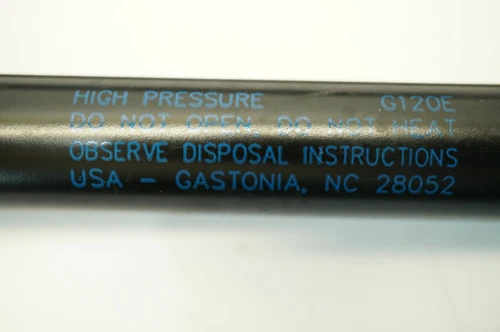 HIGH PRESSURE G120E
DO NOT OPEN, DO NOT HEAT
OBSERVE DISPOSAL INSTRUCTIONS
USA - GASTONIA, NC 28052